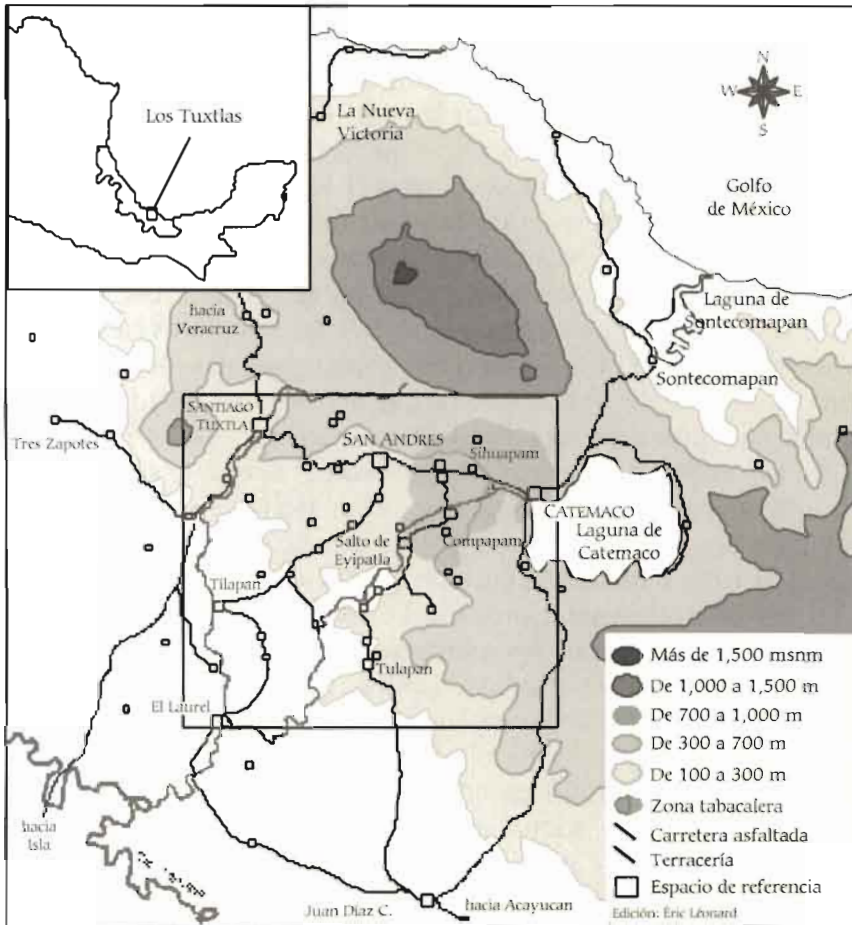 Los Tuxtlas
La Nueva
Victoria
N
W
E
S
Golfo
de México
hacia
Veracruz
Laguna de
Sontecomapan
Sontecomapan
SANTIAGO
TUXTLA
Tres Zapotes
SAN ANDRES
Sihuapam
CATEMACO
Laguna de
Catemaco
Salto de
Eyipatla
Compapam
Tilapan
Tulapan
El Laurel
hacia
Isla
Juan Díaz C.
hacia Acayucan
Más de 1,500 msnm
De 1,000 a 1,500 m
De 700 a 1,000 m
De 300 a 700 m
De 100 a 300 m
Zona tabacalera
Carretera asfaltada
Terracería
Espacio de referencia
Edición: Éric Léonard